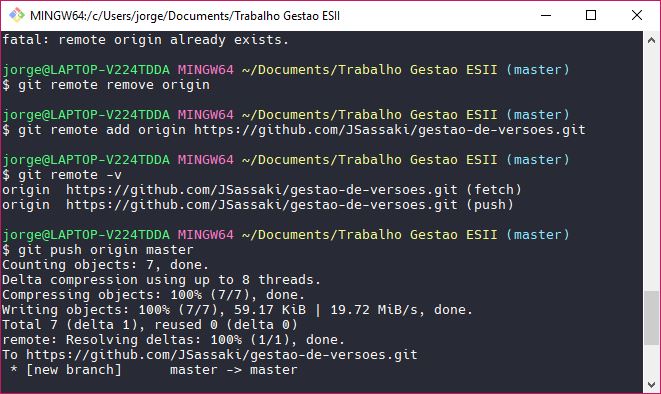 MINGW64:/c/Users/jorge/Documents/Trabalho Gestao ESII
fatal: remote origin already exists.
jorge@LAPTOP-V224TDDA MINGW64 ~/Documents/Trabalho Gestao ESII (master)
$ git remote remove origin
jorge@LAPTOP-V224TDDA MINGW64 ~/Documents/Trabalho Gestao ESII (master)
$ git remote add origin https://github.com/JSassaki/gestao-de-versoes.git
jorge@LAPTOP-V224TDDA MINGW64 ~/Documents/Trabalho Gestao ESII (master)
$ git remote -v
origin  https://github.com/JSassaki/gestao-de-versoes.git (fetch)
origin  https://github.com/JSassaki/gestao-de-versoes.git (push)
jorge@LAPTOP-V224TDDA MINGW64 ~/Documents/Trabalho Gestao ESII (master)
$ git push origin master
Counting objects: 7, done.
Delta compression using up to 8 threads.
Compressing objects: 100% (7/7), done.
Writing objects: 100% (7/7), 59.17 KiB | 19.72 MiB/s, done.
Total 7 (delta 1), reused 0 (delta 0)
remote: Resolving deltas: 100% (1/1), done.
To https://github.com/JSassaki/gestao-de-versoes.git
 * [new branch]      master -> master